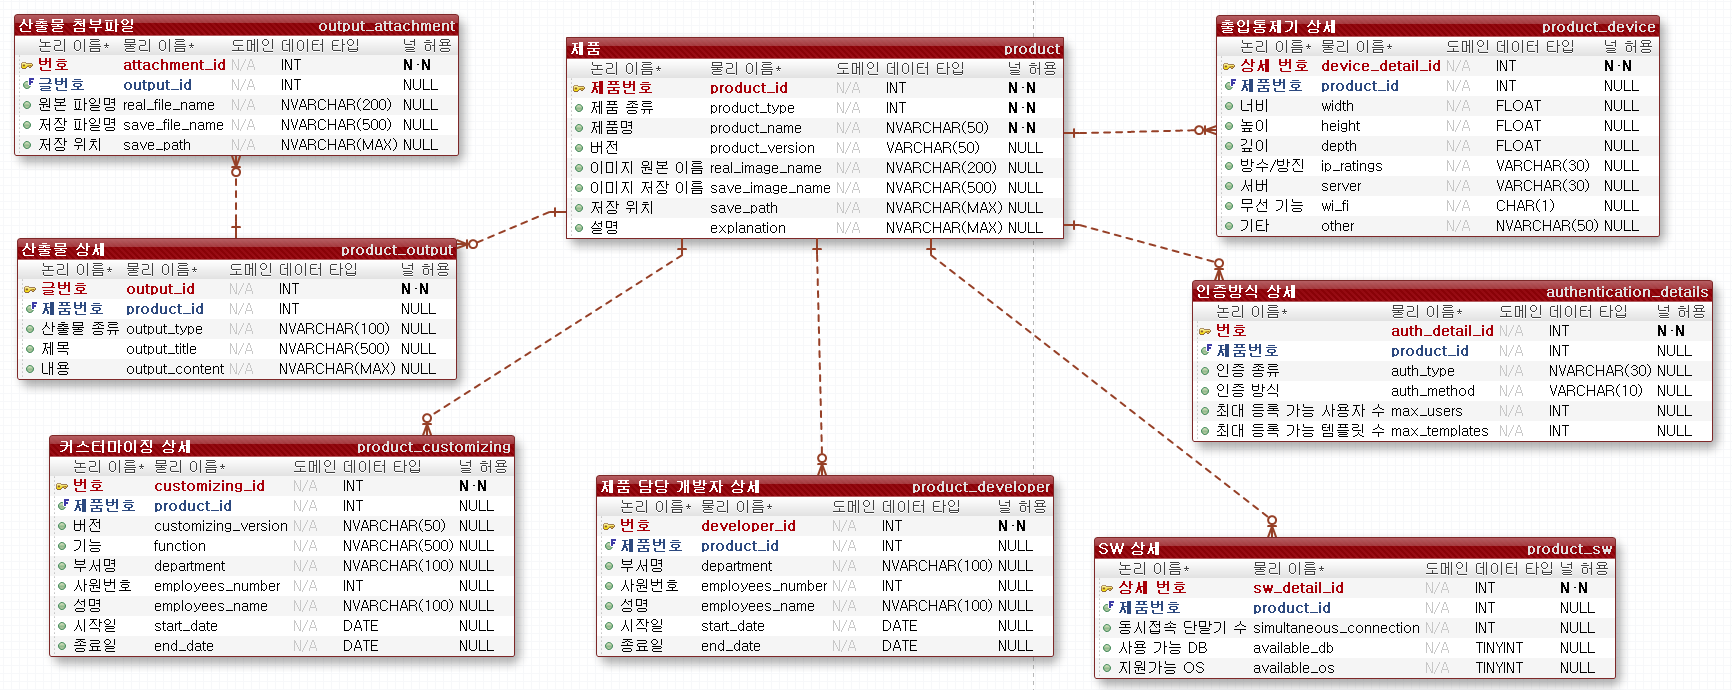 산출물 첨부파일 output_attachment
논리 이름* 물리 이름* 도메인 데이터 타입 널 허용
번호 attachment_id N/A INT N·N
글번호 output_id N/A INT NULL
원본 파일명 real_file_name N/A NVARCHAR(200) NULL
저장 파일명 save_file_name N/A NVARCHAR(500) NULL
저장 위치 save_path N/A NVARCHAR(MAX) NULL
제품 product
논리 이름* 물리 이름* 도메인 데이터 타입 널 허용
제품번호 product_id N/A INT N·N
제품 종류 product_type N/A INT N·N
제품명 product_name N/A NVARCHAR(50) N·N
버전 product_version N/A VARCHAR(50) NULL
이미지 원본 이름 real_image_name N/A NVARCHAR(200) NULL
이미지 저장 이름 save_image_name N/A NVARCHAR(500) NULL
저장 위치 save_path N/A NVARCHAR(MAX) NULL
설명 explanation N/A NVARCHAR(MAX) NULL
출입통제기 상세 product_device
논리 이름* 물리 이름* 도메인 데이터 타입 널 허용
상세 번호 device_detail_id N/A INT N·N
제품번호 product_id N/A INT NULL
너비 width N/A FLOAT NULL
높이 height N/A FLOAT NULL
깊이 depth N/A FLOAT NULL
방수/방진 ip_ratings N/A VARCHAR(30) NULL
서버 server N/A VARCHAR(30) NULL
무선 기능 wi_fi N/A CHAR(1) NULL
기타 other N/A NVARCHAR(50) NULL
산출물 상세 product_output
논리 이름* 물리 이름* 도메인 데이터 타입 널 허용
글번호 output_id N/A INT N·N
제품번호 product_id N/A INT NULL
산출물 종류 output_type N/A NVARCHAR(100) NULL
제목 output_title N/A NVARCHAR(500) NULL
내용 output_content N/A NVARCHAR(MAX) NULL
인증방식 상세 authentication_details
논리 이름* 물리 이름* 도메인 데이터 타입 널 허용
번호 auth_detail_id N/A INT N·N
제품번호 product_id N/A INT NULL
인증 종류 auth_type N/A NVARCHAR(30) NULL
인증 방식 auth_method N/A VARCHAR(10) NULL
최대 등록 가능 사용자 수 max_users N/A INT NULL
최대 등록 가능 템플릿 수 max_templates N/A INT NULL
커스터마이징 상세 product_customizing
논리 이름* 물리 이름* 도메인 데이터 타입 널 허용
번호 customizing_id N/A INT N·N
제품번호 product_id N/A INT NULL
버전 customizing_version N/A NVARCHAR(50) NULL
기능 function N/A NVARCHAR(500) NULL
부서명 department N/A NVARCHAR(100) NULL
사원번호 employees_number N/A INT NULL
성명 employees_name N/A NVARCHAR(100) NULL
시작일 start_date N/A DATE NULL
종료일 end_date N/A DATE NULL
제품 담당 개발자 상세 product_developer
논리 이름* 물리 이름* 도메인 데이터 타입 널 허용
번호 developer_id N/A INT N·N
제품번호 product_id N/A INT NULL
부서명 department N/A NVARCHAR(100) NULL
사원번호 employees_number N/A INT NULL
성명 employees_name N/A NVARCHAR(100) NULL
시작일 start_date N/A DATE NULL
종료일 end_date N/A DATE NULL
SW 상세 product_sw
논리 이름* 물리 이름* 도메인 데이터 타입 널 허용
상세 번호 sw_detail_id N/A INT N·N
제품번호 product_id N/A INT NULL
동시접속 단말기 수 simultaneous_connection N/A INT NULL
사용 가능 DB available_db N/A TINYINT NULL
지원가능 OS available_os N/A TINYINT NULL